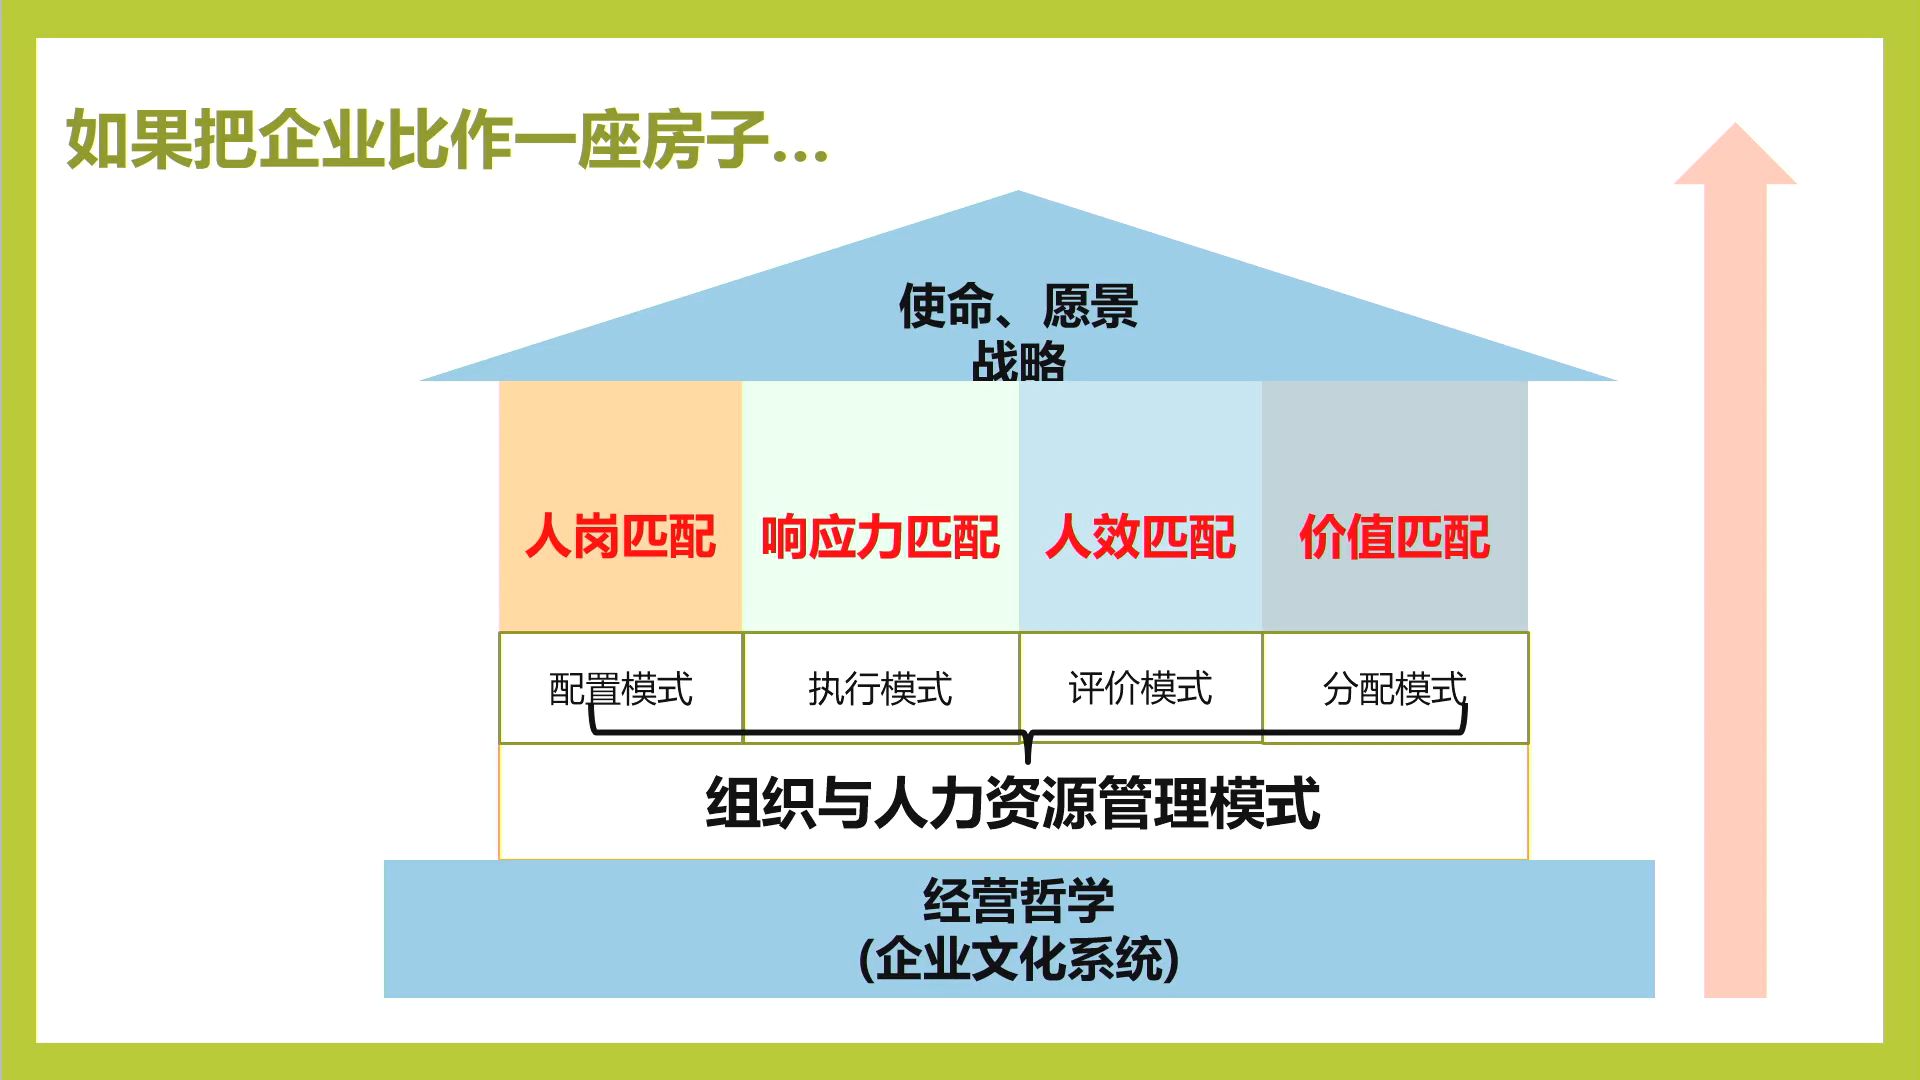 如果把企业比作一座房子...
使命、愿景
战略
人岗匹配
响应力匹配
人效匹配
价值匹配
配置模式
执行模式
评价模式
分配模式
组织与人力资源管理模式
经营哲学
(企业文化系统)